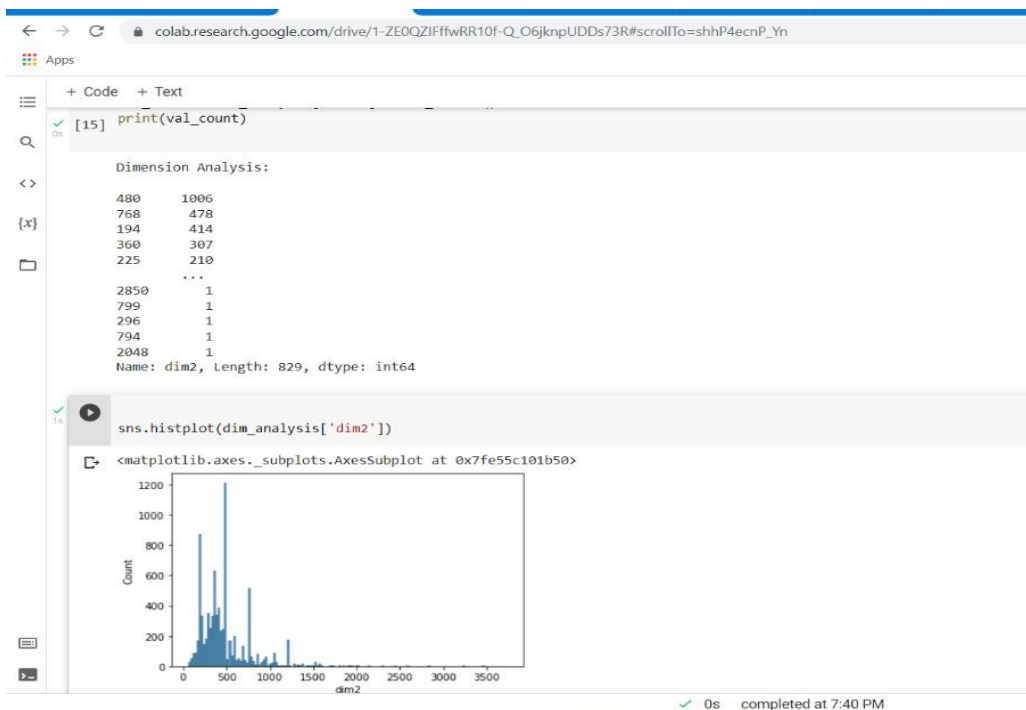 colab.research.google.com/drive/1-ZE0QZIFffwRR10f-Q_O6jknpUDDs73R#scrollTo=shhP4ecnP_Yn
Apps
+ Code + Text
[15] print(val_count)
0s
Dimension Analysis:
480 1006
768 478
194 414
360 307
225 210
...
2850 1
799 1
296 1
794 1
2048 1
Name: dim2, Length: 829, dtype: int64
1s
sns.histplot(dim_analysis['dim2'])
<matplotlib.axes._subplots.AxesSubplot at 0x7fe55c101b50>
1200
1000
800
600
400
200
0
Count
0 500 1000 1500 2000 2500 3000 3500
dim2
0s completed at 7:40 PM